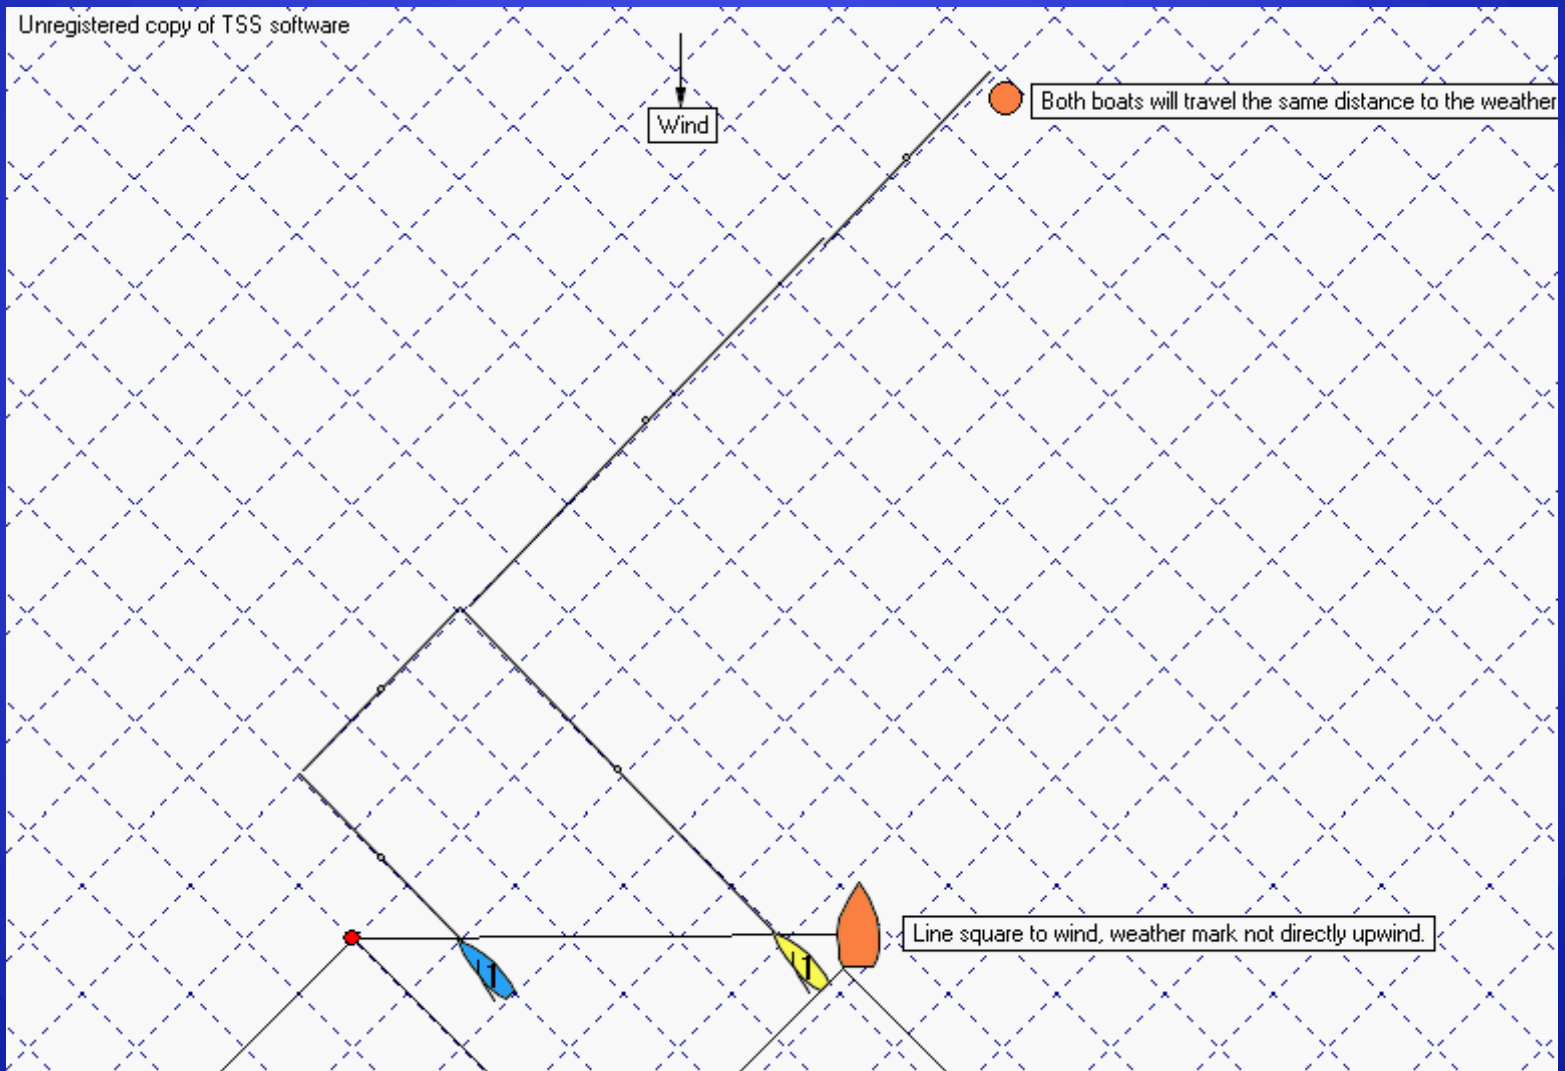 Unregistered copy of TSS software
Wind
Both boats will travel the same distance to the weather
Line square to wind, weather mark not directly upwind.
1
1